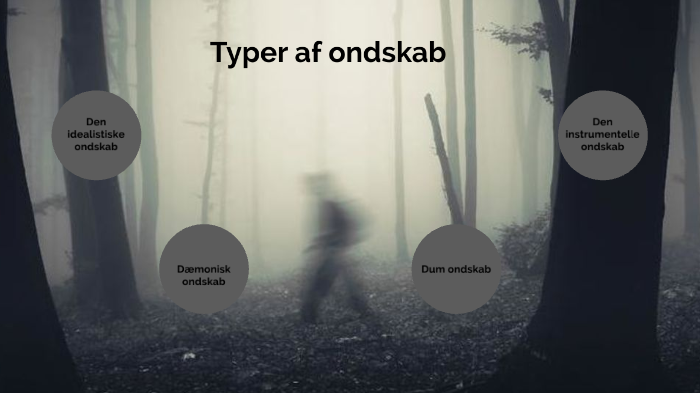 Typer af ondskab
Den
idealistiske
ondskab
Den
instrumentelle
ondskab
Dæmonisk
ondskab
Dum ondskab